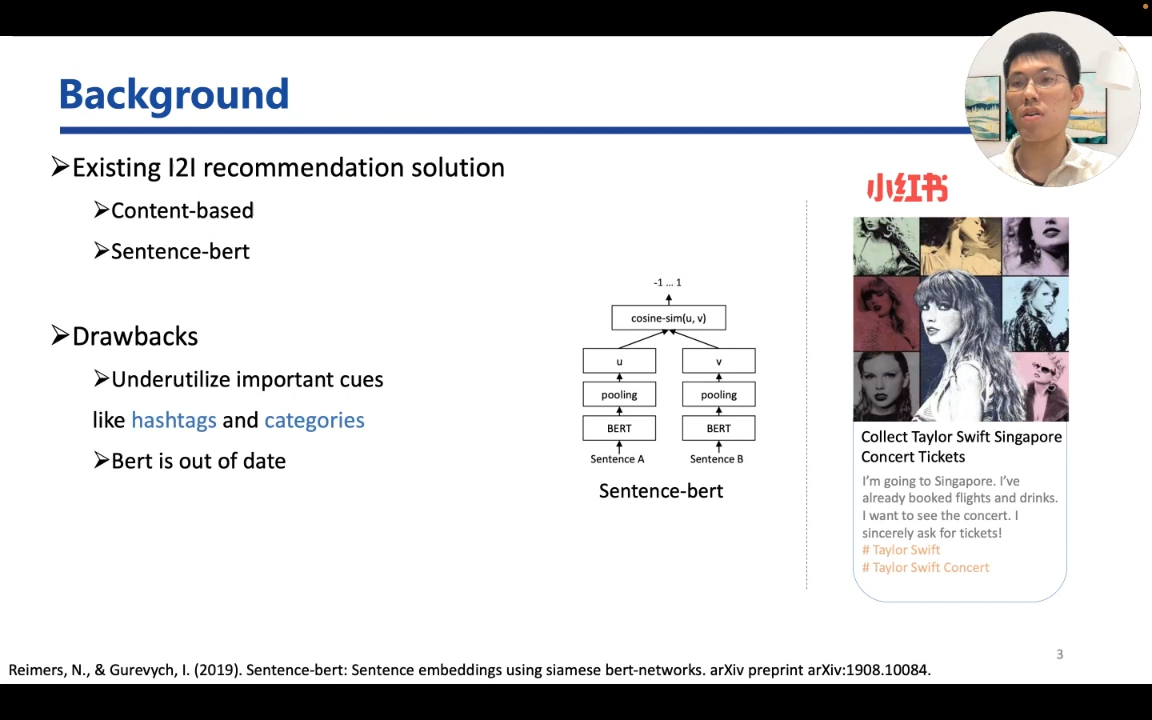 Background
➢Existing I2I recommendation solution
➢Content-based
➢Sentence-bert
➢Drawbacks
➢Underutilize important cues
like hashtags and categories
➢Bert is out of date
-1 ... 1
cosine-sim(u, v)
u v
pooling pooling
BERT BERT
Sentence A Sentence B
Sentence-bert
小红书
Collect Taylor Swift Singapore
Concert Tickets
I'm going to Singapore. I've
already booked flights and drinks.
I want to see the concert. I
sincerely ask for tickets!
# Taylor Swift
# Taylor Swift Concert
3
Reimers, N., & Gurevych, I. (2019). Sentence-bert: Sentence embeddings using siamese bert-networks. arXiv preprint arXiv:1908.10084.